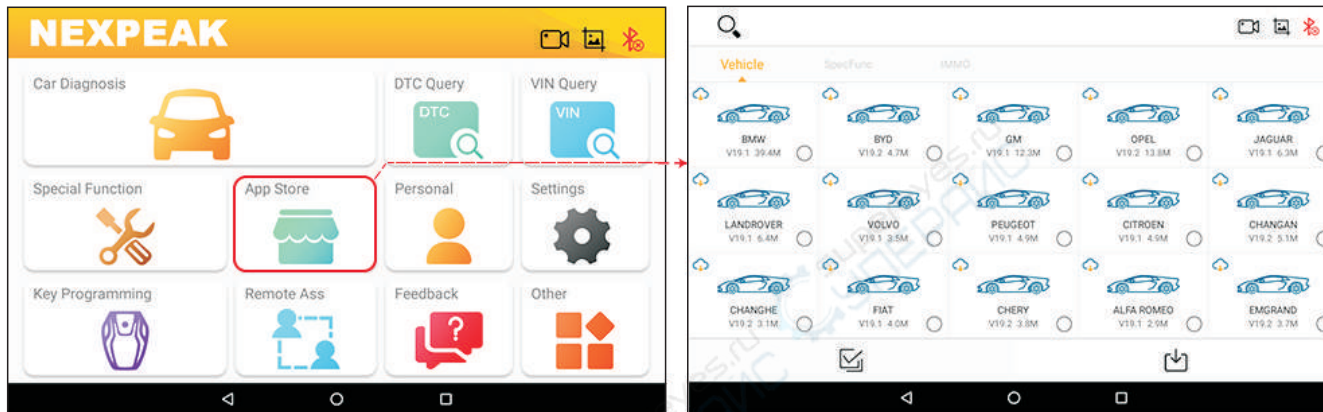 NEXPEAK
Car Diagnosis
DTC Query
DTC
VIN Query
VIN
Special Function
App Store
Personal
Settings
Key Programming
Remote Ass
Feedback
?
Other
Vehicle
SpecFunc
IMMO
BMW
V19.1 39.4M
BYD
V19.2 4.7M
GM
V19.1 12.3M
OPEL
V19.2 13.8M
JAGUAR
V19.1 6.3M
LANDROVER
V19.1 6.4M
VOLVO
V19.1 3.5M
PEUGEOT
V19.1 4.9M
CITROEN
V19.1 4.9M
CHANGAN
V19.2 5.1M
CHANGHE
V19.2 3.1M
FIAT
V19.1 4.0M
CHERY
V19.2 3.8M
ALFA ROMEO
V19.1 2.9M
EMGRAND
V19.2 3.7M
supereyes.ru
СУПЕРАЙС